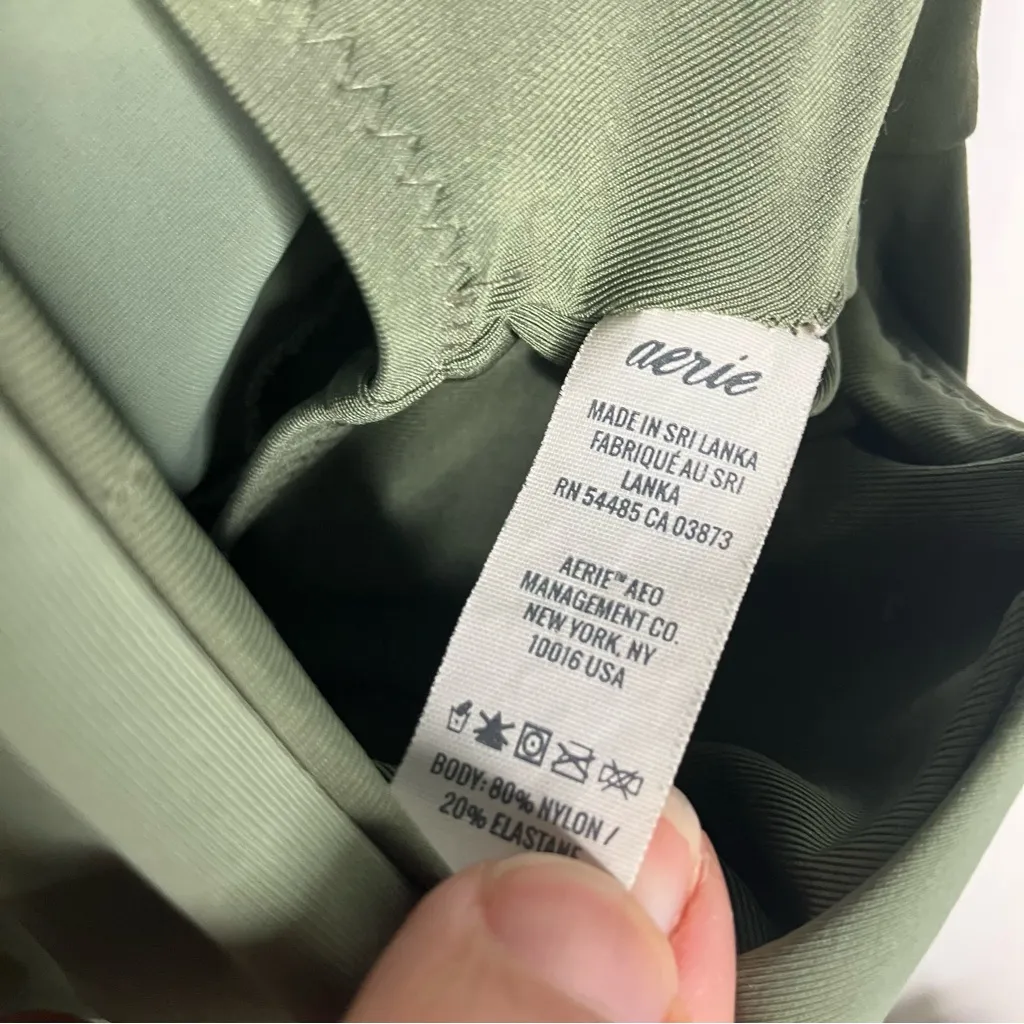 aerie
MADE IN SRI LANKA
FABRIQUÉ AU SRI
LANKA
RN 54485 CA 03873
AERIE™ AEO
MANAGEMENT CO.
NEW YORK, NY
10016 USA
BODY: 80% NYLON /
20% ELASTANE